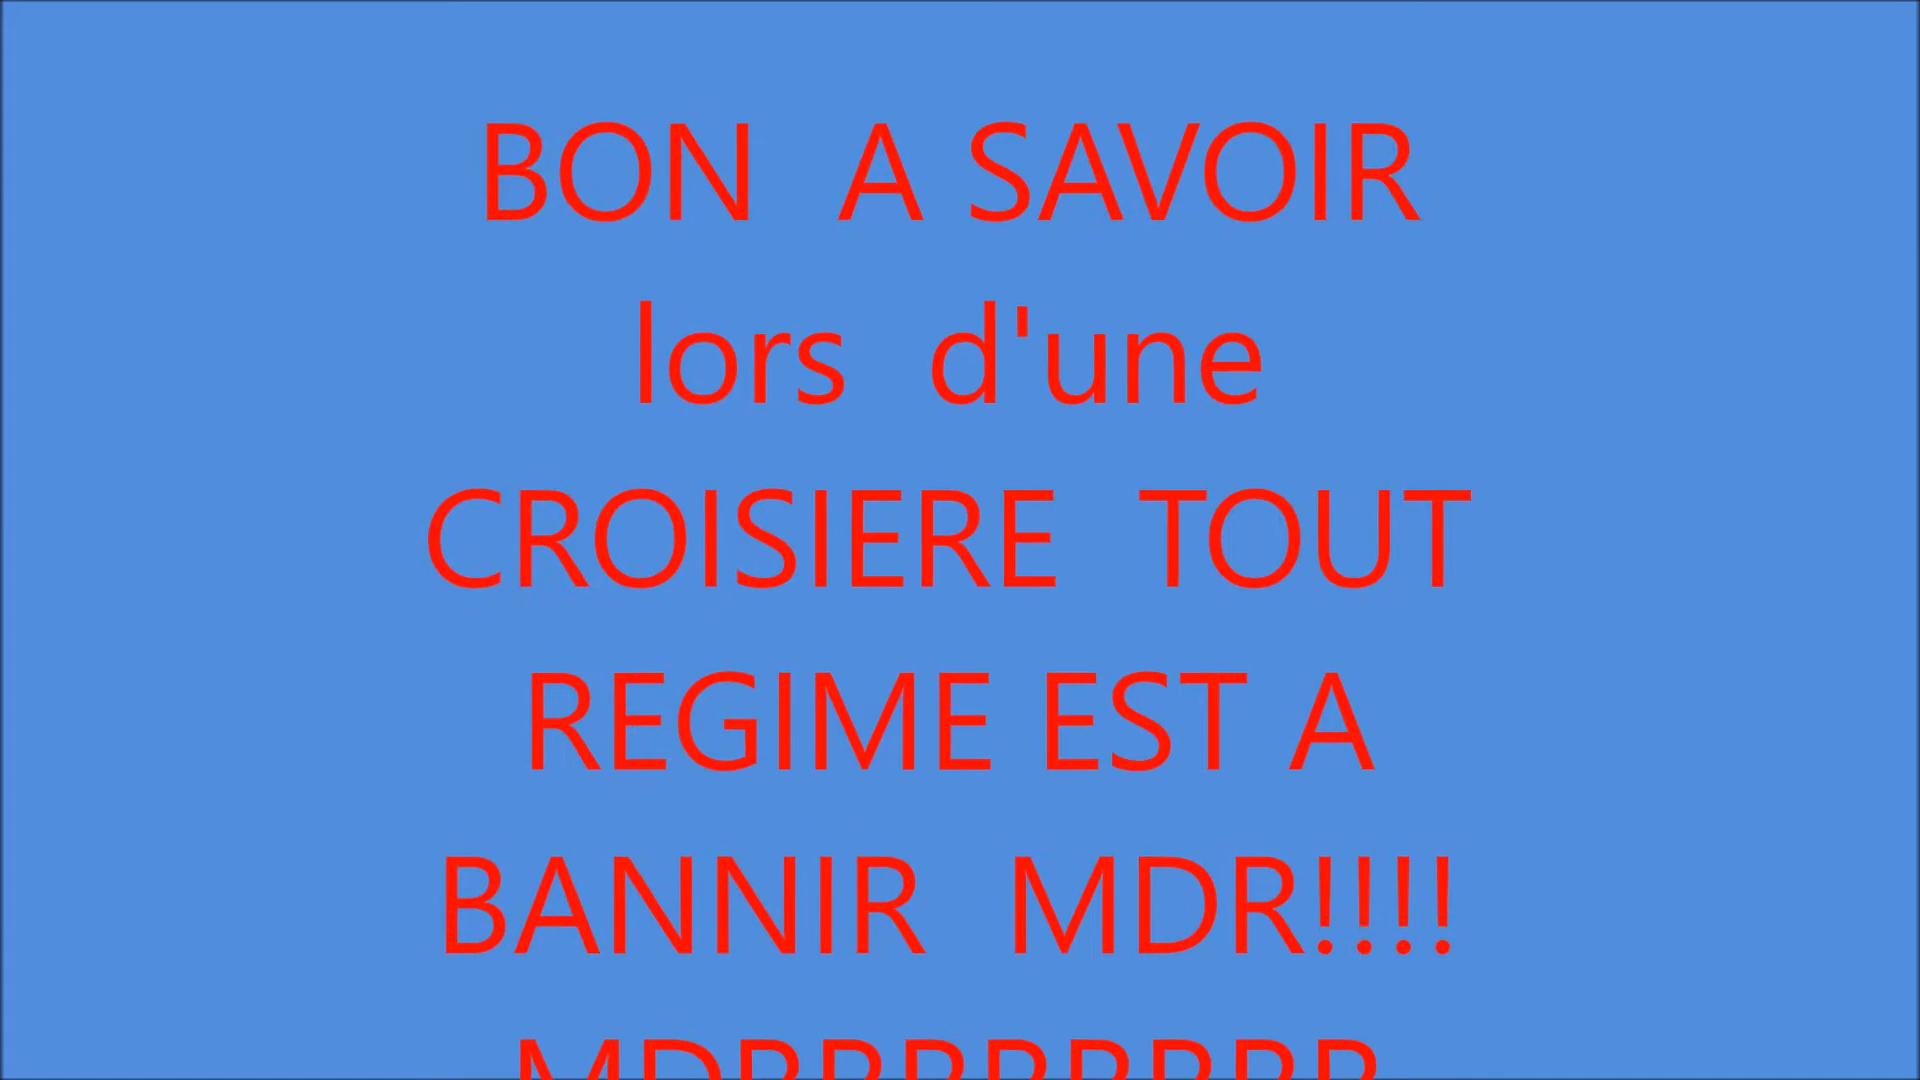 BON  A SAVOIR
lors  d'une
CROISIERE  TOUT
REGIME EST A
BANNIR  MDR!!!!